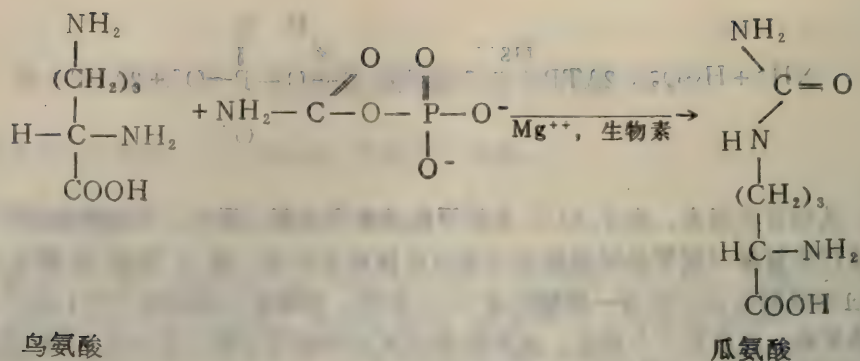 NH₂
(CH₂)₃
H—C—NH₂
COOH
+
NH₂—C—O—P—O⁻
O
O
O⁻
Mg⁺⁺, 生物素
NH₂
C=O
HN
(CH₂)₃
HC—NH₂
COOH
鸟氨酸
瓜氨酸